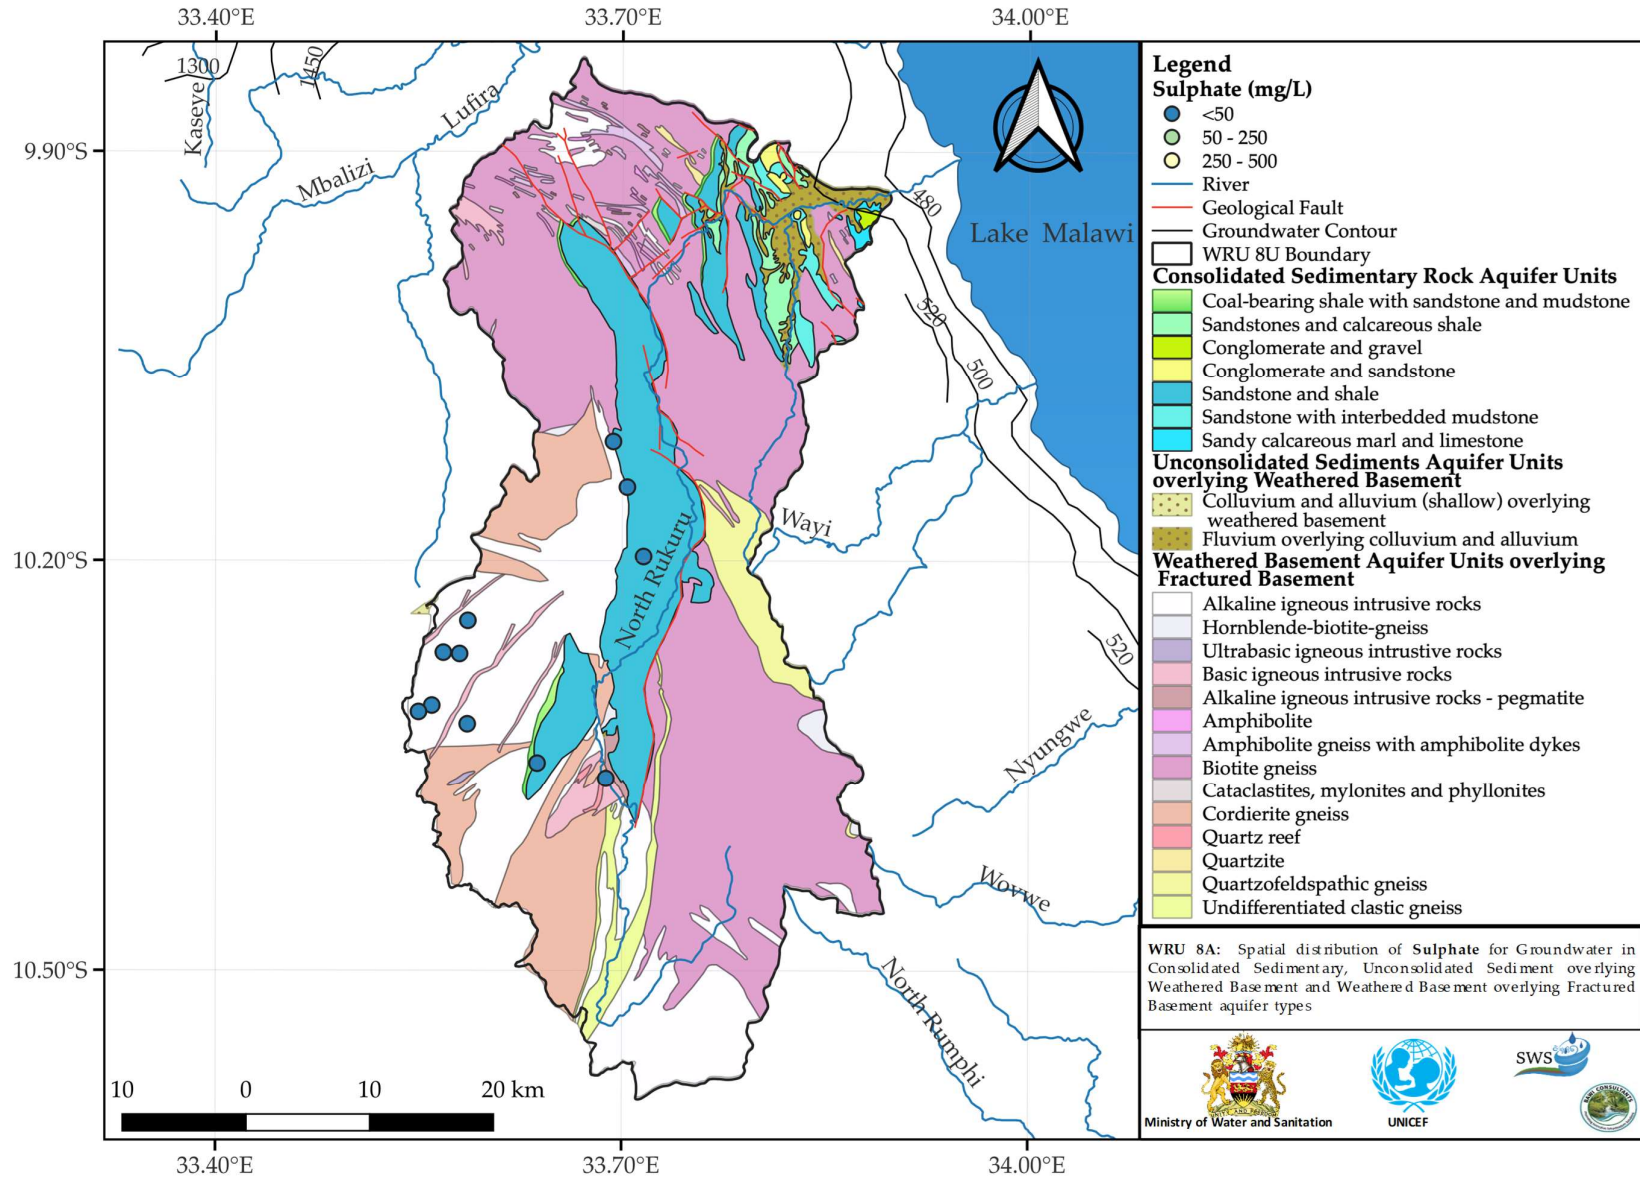 33.40°E
33.70°E
34.00°E
9.90°S
10.20°S
10.50°S
33.40°E
33.70°E
34.00°E
1300
1450
Kaseye
Lufira
Mbalizi
480
Lake Malawi
520
500
Wayi
North Rukuru
520
Nyungwe
Wovwe
North Rumphi
10 0 10 20 km
Legend
Sulphate (mg/L)
<50
50 - 250
250 - 500
River
Geological Fault
Groundwater Contour
WRU 8U Boundary
Consolidated Sedimentary Rock Aquifer Units
Coal-bearing shale with sandstone and mudstone
Sandstones and calcareous shale
Conglomerate and gravel
Conglomerate and sandstone
Sandstone and shale
Sandstone with interbedded mudstone
Sandy calcareous marl and limestone
Unconsolidated Sediments Aquifer Units
overlying Weathered Basement
Colluvium and alluvium (shallow) overlying
weathered basement
Fluvium overlying colluvium and alluvium
Weathered Basement Aquifer Units overlying
Fractured Basement
Alkaline igneous intrusive rocks
Hornblende-biotite-gneiss
Ultrabasic igneous intrustive rocks
Basic igneous intrusive rocks
Alkaline igneous intrusive rocks - pegmatite
Amphibolite
Amphibolite gneiss with amphibolite dykes
Biotite gneiss
Cataclastites, mylonites and phyllonites
Cordierite gneiss
Quartz reef
Quartzite
Quartzofeldspathic gneiss
Undifferentiated clastic gneiss
WRU 8A: Spatial distribution of Sulphate for Groundwater in
Consolidated Sedimentary, Unconsolidated Sediment overlying
Weathered Basement and Weathered Basement overlying Fractured
Basement aquifer types
Ministry of Water and Sanitation
UNICEF
SWS